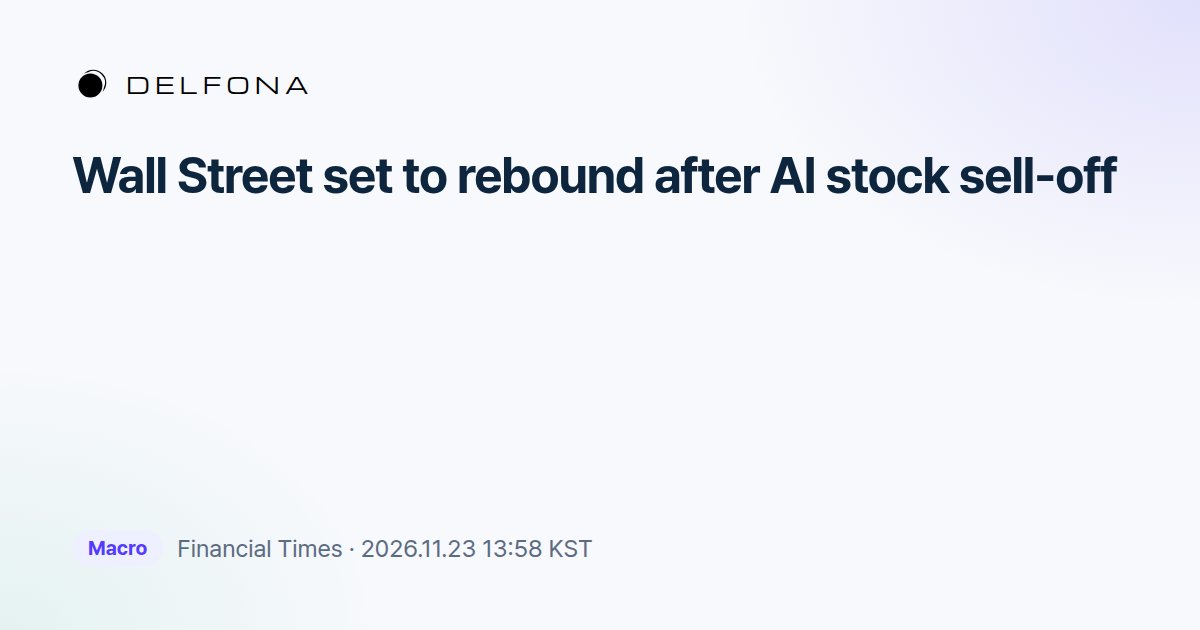 DELFONA
Wall Street set to rebound after AI stock sell-off
Macro Financial Times · 2026.11.23 13:58 KST